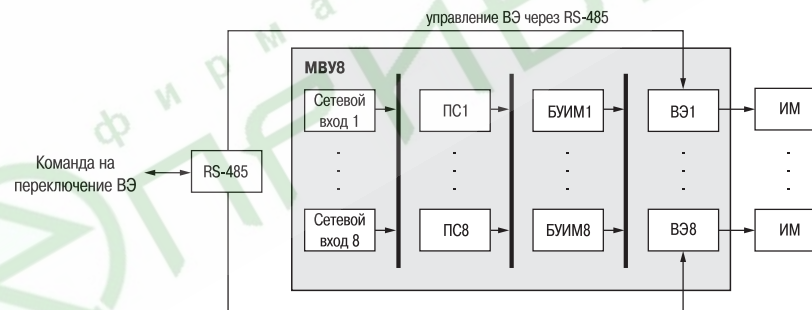 управление ВЭ через RS-485
МВУ8
Сетевой
вход 1
ПС1
БУИМ1
ВЭ1
ИМ
Команда на
переключение ВЭ
RS-485
Сетевой
вход 8
ПС8
БУИМ8
ВЭ8
ИМ
фирма